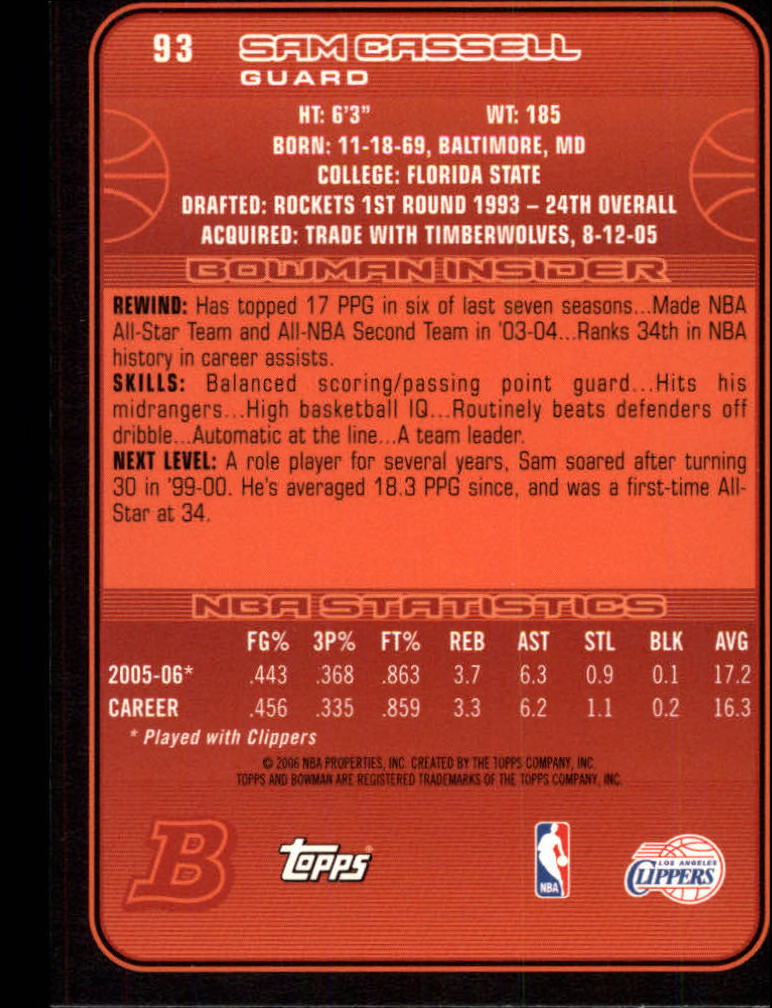 93 SAM CASSELL
GUARD
HT: 6'3" WT: 185
BORN: 11-18-69, BALTIMORE, MD
COLLEGE: FLORIDA STATE
DRAFTED: ROCKETS 1ST ROUND 1993 – 24TH OVERALL
ACQUIRED: TRADE WITH TIMBERWOLVES, 8-12-05
BOWMAN INSIDER
REWIND: Has topped 17 PPG in six of last seven seasons...Made NBA
All-Star Team and All-NBA Second Team in '03-04...Ranks 34th in NBA
history in career assists.
SKILLS: Balanced scoring/passing point guard...Hits his
midrangers...High basketball IQ...Routinely beats defenders off
dribble...Automatic at the line...A team leader.
NEXT LEVEL: A role player for several years, Sam soared after turning
30 in '99-00. He's averaged 18.3 PPG since, and was a first-time All-
Star at 34.
NBA STATISTICS
FG% 3P% FT% REB AST STL BLK AVG
2005-06* .443 .368 .863 3.7 6.3 0.9 0.1 17.2
CAREER .456 .335 .859 3.3 6.2 1.1 0.2 16.3
* Played with Clippers
© 2006 NBA PROPERTIES, INC. CREATED BY THE TOPPS COMPANY, INC.
TOPPS AND BOWMAN ARE REGISTERED TRADEMARKS OF THE TOPPS COMPANY, INC.
B topps® NBA LOS ANGELES
CLIPPERS